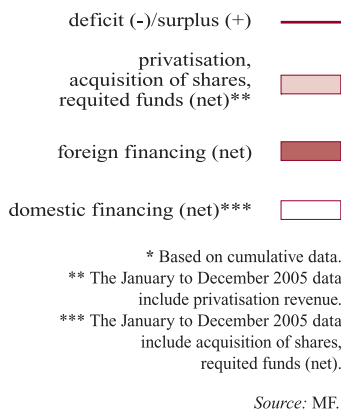 deficit (-)/surplus (+)
privatisation,
acquisition of shares,
requited funds (net)**
foreign financing (net)
domestic financing (net)***
* Based on cumulative data.
** The January to December 2005 data
include privatisation revenue.
*** The January to December 2005 data
include acquisition of shares,
requited funds (net).
Source: MF.